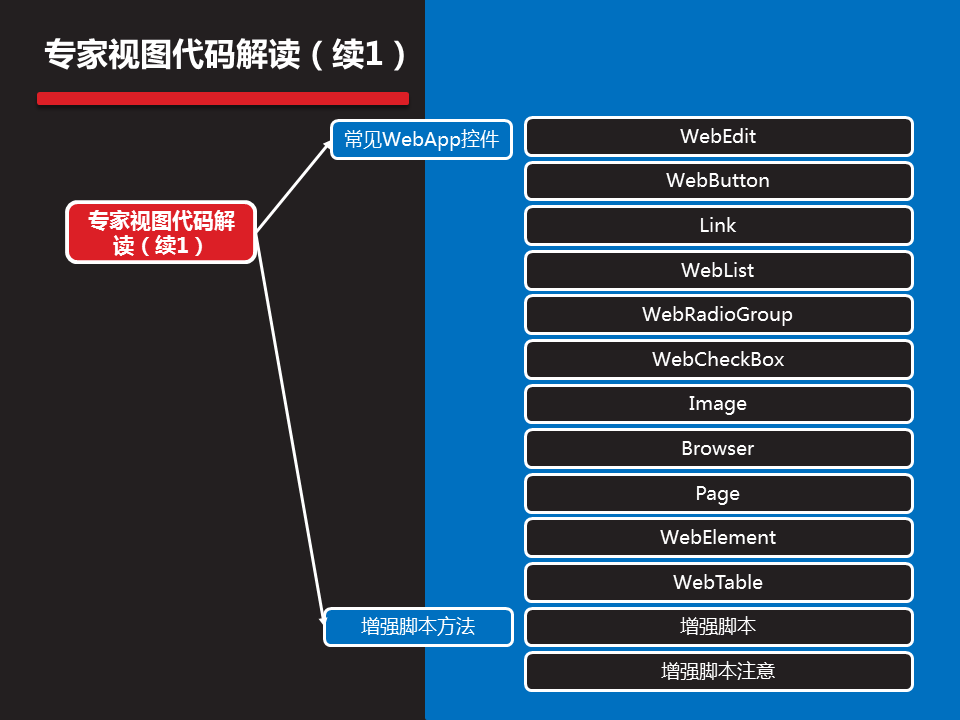 专家视图代码解读（续1）
专家视图代码解
读（续1）
常见WebApp控件
WebEdit
WebButton
Link
WebList
WebRadioGroup
WebCheckBox
Image
Browser
Page
WebElement
WebTable
增强脚本方法
增强脚本
增强脚本注意